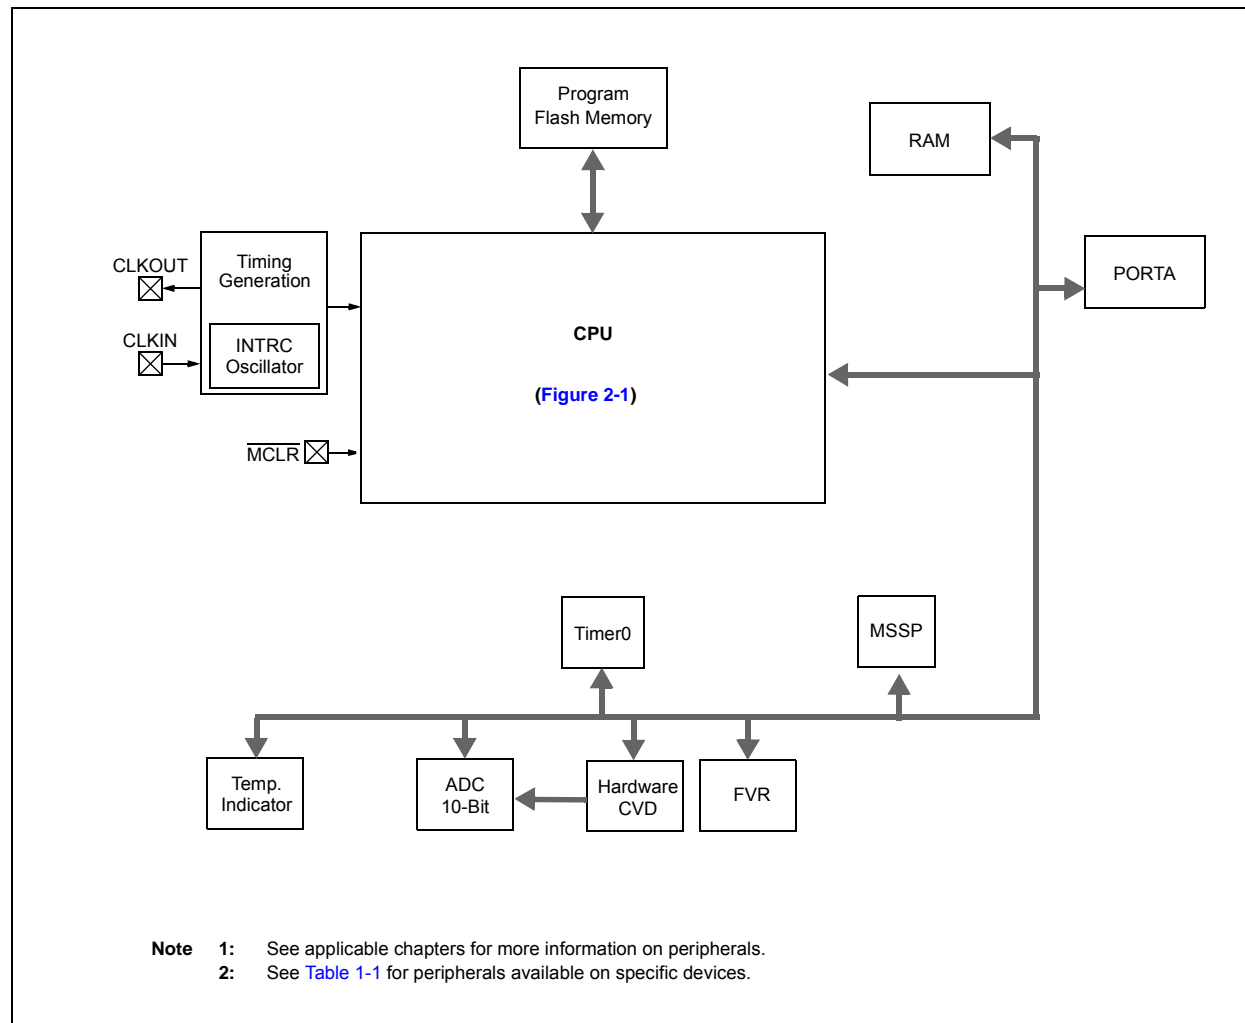 Program
Flash Memory
RAM
Timing
Generation
CLKOUT
PORTA
CLKIN
INTRC
Oscillator
CPU
(Figure 2-1)
MCLR
Timer0
MSSP
Temp.
Indicator
ADC
10-Bit
Hardware
CVD
FVR
Note 1: See applicable chapters for more information on peripherals.
2: See Table 1-1 for peripherals available on specific devices.